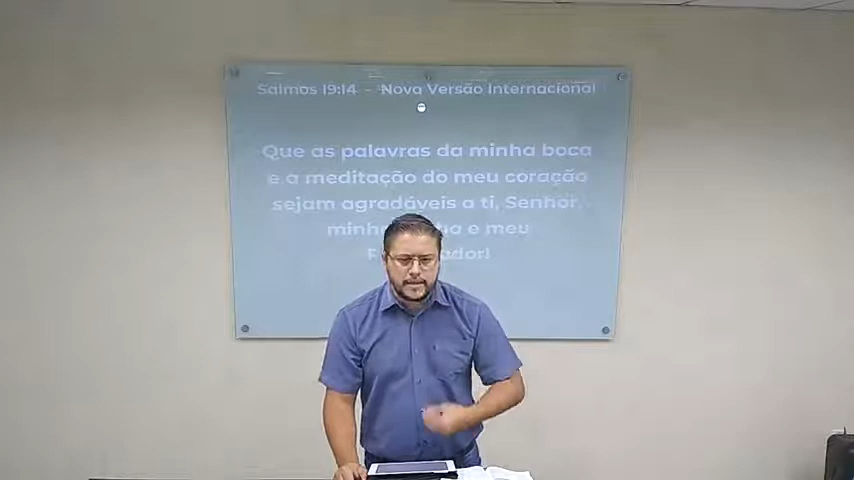 Salmos 19:14 - Nova Versão Internacional
Que as palavras da minha boca
e a meditação do meu coração
sejam agradáveis a ti, Senhor,
minha e meu